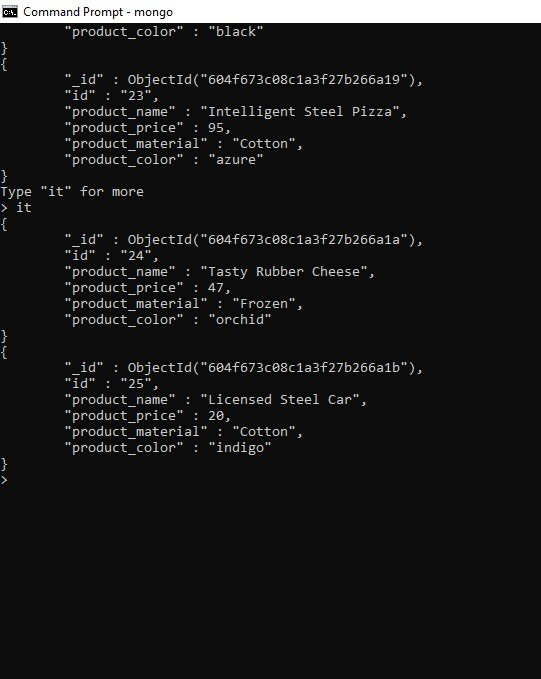 Command Prompt - mongo
"product_color" : "black"
}
{
"_id" : ObjectId("604f673c08c1a3f27b266a19"),
"id" : "23",
"product_name" : "Intelligent Steel Pizza",
"product_price" : 95,
"product_material" : "Cotton",
"product_color" : "azure"
}
Type "it" for more
> it
{
"_id" : ObjectId("604f673c08c1a3f27b266a1a"),
"id" : "24",
"product_name" : "Tasty Rubber Cheese",
"product_price" : 47,
"product_material" : "Frozen",
"product_color" : "orchid"
}
{
"_id" : ObjectId("604f673c08c1a3f27b266a1b"),
"id" : "25",
"product_name" : "Licensed Steel Car",
"product_price" : 20,
"product_material" : "Cotton",
"product_color" : "indigo"
}
>